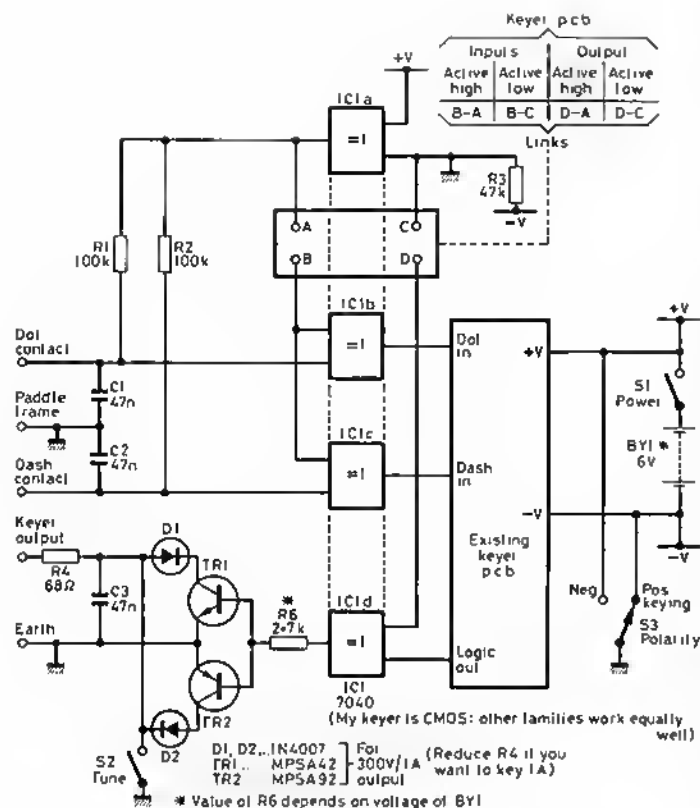 Keyer pcb
Inputs Output
Active high Active low Active high Active low
B-A B-C D-A D-C
Links
+V
IC1a
=1
R3
47k
-V
R1
100k
R2
100k
A
B
C
D
IC1b
=1
Dot contact
Paddle frame
Dash contact
C1
47n
C2
47n
IC1c
=1
Dot in
Dash in
+V
-V
Existing keyer pcb
Logic out
+V
S1
Power
BY1 *
6V
-V
Neg
Pos keying
S3
Polarity
Keyer output
R4
68Ω
Earth
C3
47n
D1
TR1
TR2
D2
*
R6
2·7k
IC1d
=1
IC1
7040
S2
Tune
(My keyer is CMOS: other families work equally well)
D1, D2,..1N4007
TR1 .. MPSA42
TR2 MPSA92
For 300V/1A output
(Reduce R4 if you want to key 1A)
* Value of R6 depends on voltage of BY1